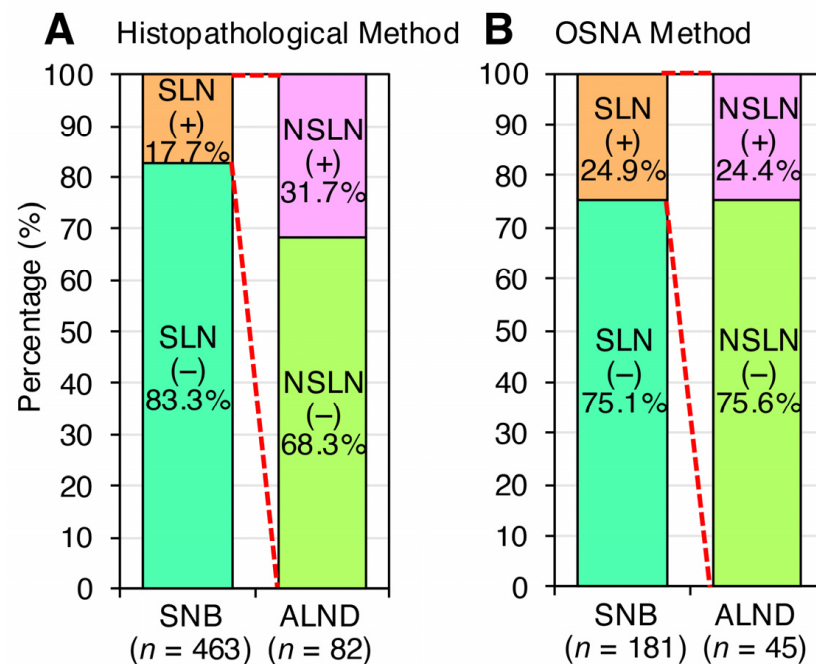 A Histopathological Method
Percentage (%)
100
90
80
70
60
50
40
30
20
10
0
SLN
(+)
17.7%
SLN
(–)
83.3%
NSLN
(+)
31.7%
NSLN
(–)
68.3%
SNB
(n = 463)
ALND
(n = 82)
B OSNA Method
100
90
80
70
60
50
40
30
20
10
0
SLN
(+)
24.9%
SLN
(–)
75.1%
NSLN
(+)
24.4%
NSLN
(–)
75.6%
SNB
(n = 181)
ALND
(n = 45)